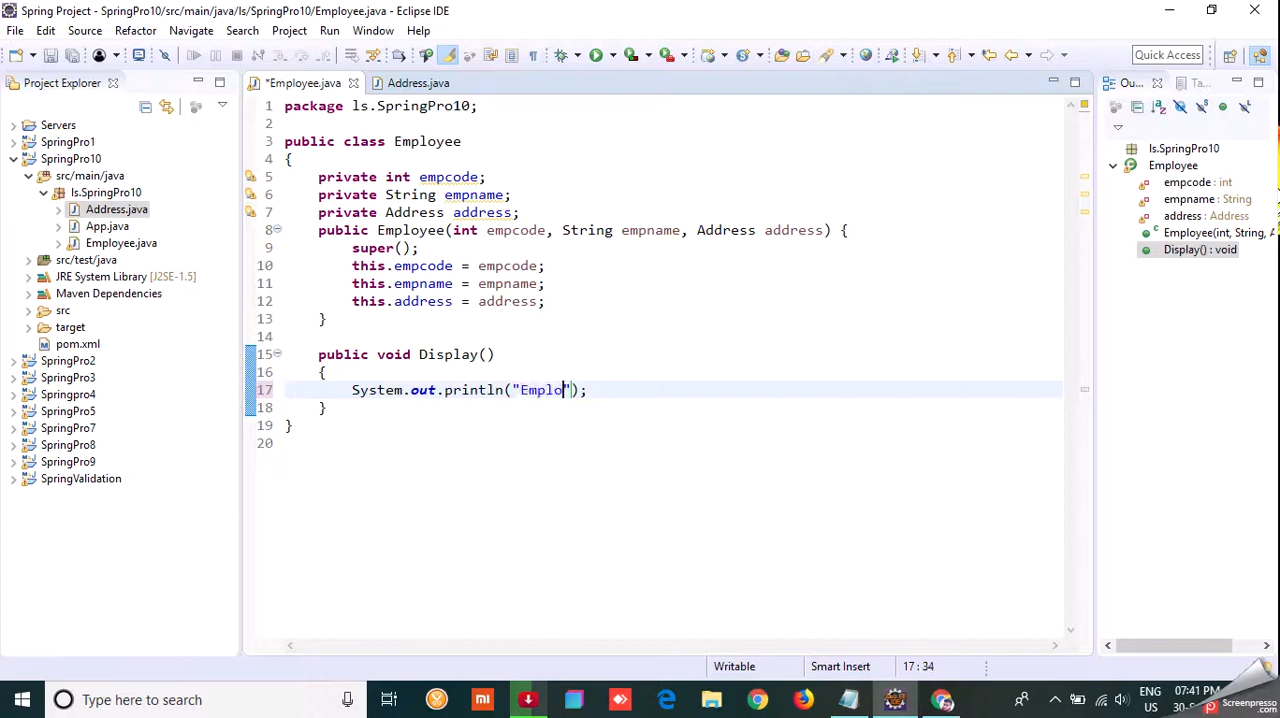 Spring Project - SpringPro10/src/main/java/ls/SpringPro10/Employee.java - Eclipse IDE
File Edit Source Refactor Navigate Search Project Run Window Help
Quick Access
Project Explorer
*Employee.java
Address.java
Ou...
Ta...
Servers
SpringPro1
SpringPro10
src/main/java
ls.SpringPro10
Address.java
App.java
Employee.java
src/test/java
JRE System Library [J2SE-1.5]
Maven Dependencies
src
target
pom.xml
SpringPro2
SpringPro3
Springpro4
SpringPro5
SpringPro7
SpringPro8
SpringPro9
SpringValidation
1 package ls.SpringPro10;
2
3 public class Employee
4 {
5 private int empcode;
6 private String empname;
7 private Address address;
8 public Employee(int empcode, String empname, Address address) {
9 super();
10 this.empcode = empcode;
11 this.empname = empname;
12 this.address = address;
13 }
14
15 public void Display()
16 {
17 System.out.println("Emplo");
18 }
19 }
20
ls.SpringPro10
Employee
empcode : int
empname : String
address : Address
Employee(int, String, A
Display() : void
Writable
Smart Insert
17 : 34
Type here to search
ENG
IN
07:41 PM
30-
Screenpresso
.com